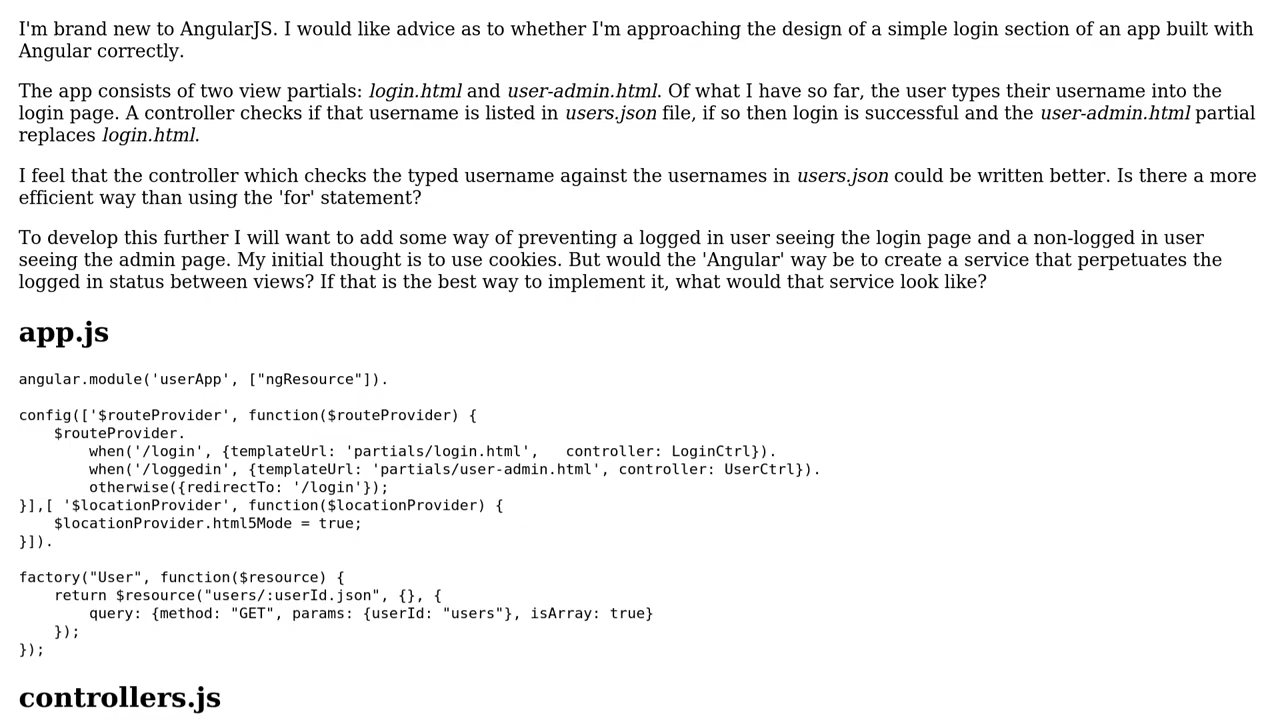 I'm brand new to AngularJS. I would like advice as to whether I'm approaching the design of a simple login section of an app built with
Angular correctly.
The app consists of two view partials: login.html and user-admin.html. Of what I have so far, the user types their username into the
login page. A controller checks if that username is listed in users.json file, if so then login is successful and the user-admin.html partial
replaces login.html.
I feel that the controller which checks the typed username against the usernames in users.json could be written better. Is there a more
efficient way than using the 'for' statement?
To develop this further I will want to add some way of preventing a logged in user seeing the login page and a non-logged in user
seeing the admin page. My initial thought is to use cookies. But would the 'Angular' way be to create a service that perpetuates the
logged in status between views? If that is the best way to implement it, what would that service look like?
app.js
angular.module('userApp', ["ngResource"]).
config(['$routeProvider', function($routeProvider) {
    $routeProvider.
        when('/login', {templateUrl: 'partials/login.html',   controller: LoginCtrl}).
        when('/loggedin', {templateUrl: 'partials/user-admin.html', controller: UserCtrl}).
        otherwise({redirectTo: '/login'});
}],[ '$locationProvider', function($locationProvider) {
    $locationProvider.html5Mode = true;
}]).
factory("User", function($resource) {
    return $resource("users/:userId.json", {}, {
        query: {method: "GET", params: {userId: "users"}, isArray: true}
    });
});
controllers.js